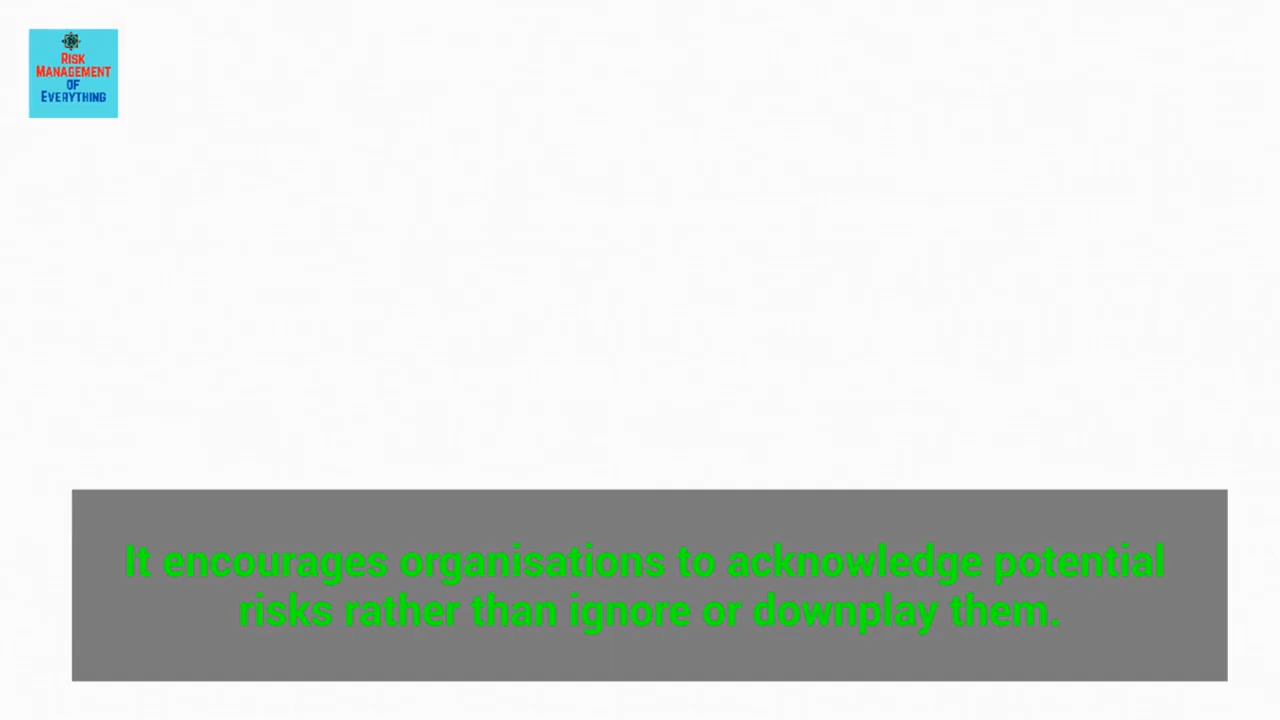 Risk
Management
of
Everything
It encourages organisations to acknowledge potential
risks rather than ignore or downplay them.